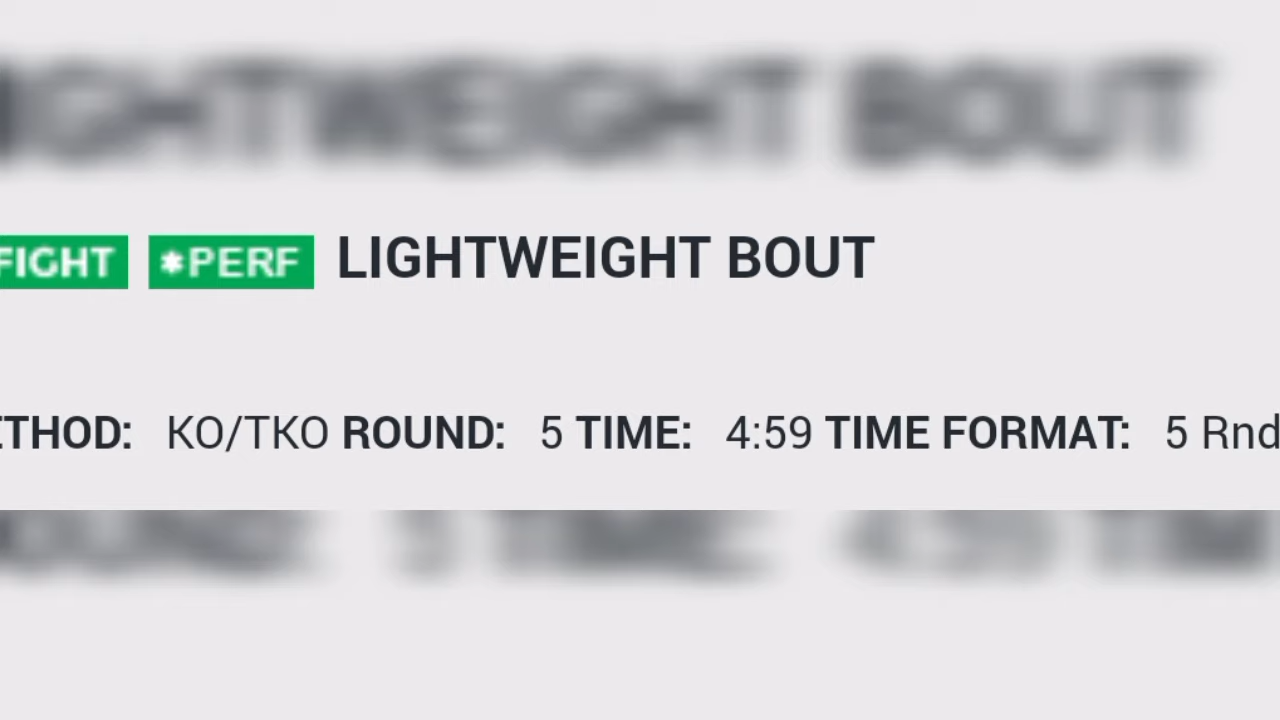 FIGHT *PERF LIGHTWEIGHT BOUT
ETHOD: KO/TKO ROUND: 5 TIME: 4:59 TIME FORMAT: 5 Rnd